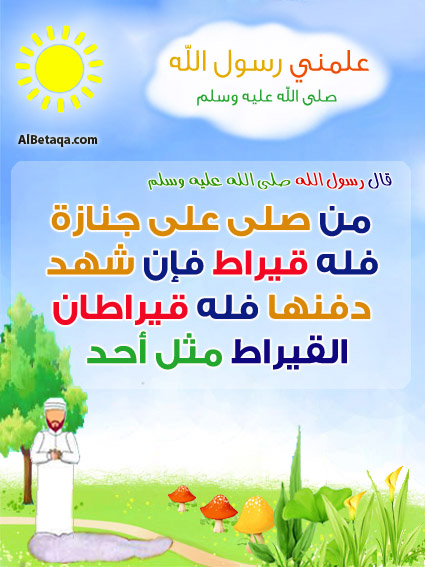 علمني رسول الله
صلى الله عليه وسلم
AlBetaqa.com
قال رسول الله صلى الله عليه وسلم
من صلى على جنازة
فله قيراط فإن شهد
دفنها فله قيراطان
القيراط مثل أحد